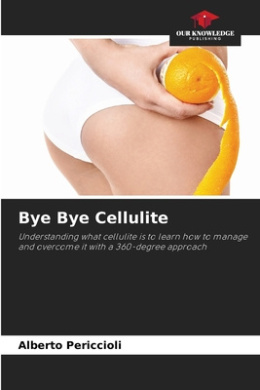 OUR KNOWLEDGE
PUBLISHING
Bye Bye Cellulite
Understanding what cellulite is to learn how to manage
and overcome it with a 360-degree approach
Alberto Periccioli